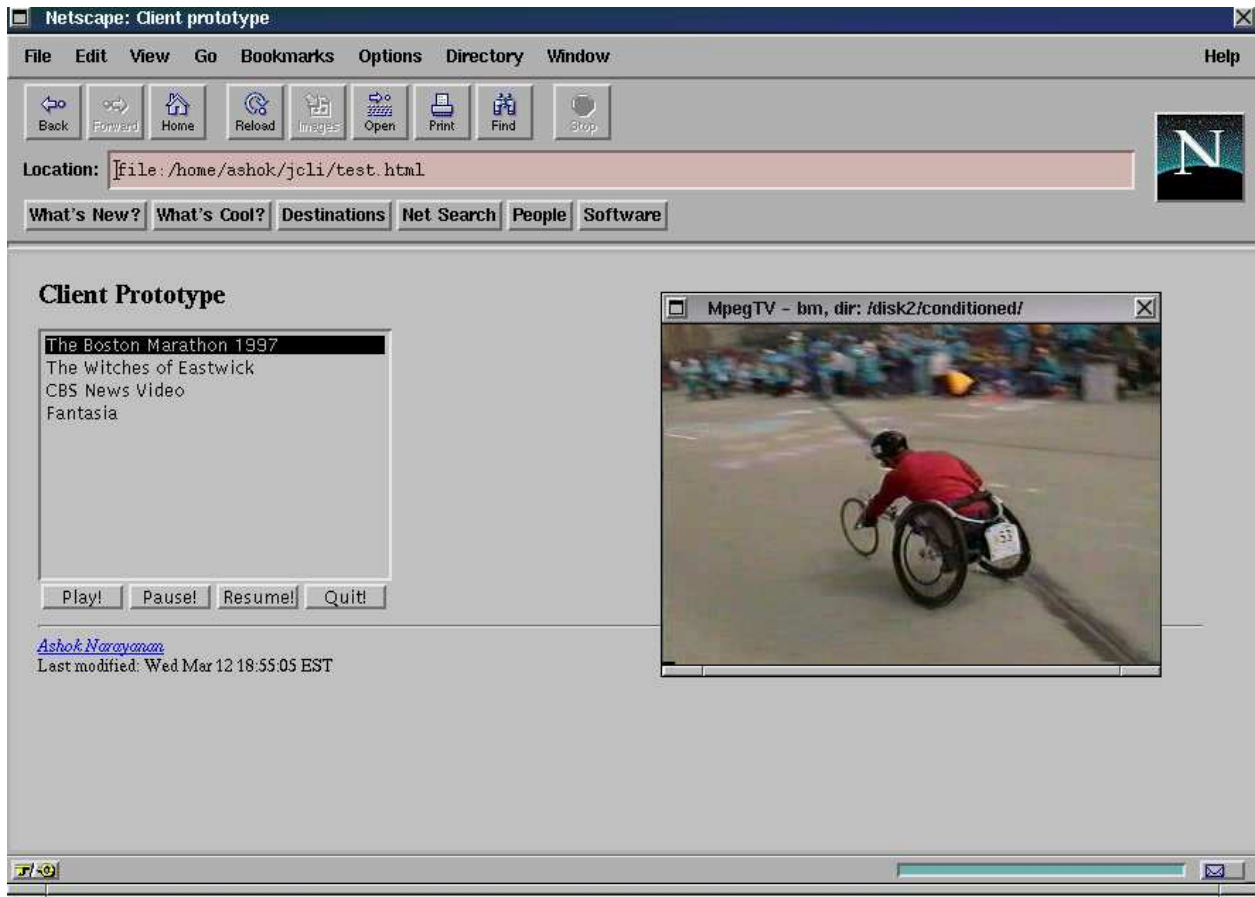 Netscape: Client prototype
File Edit View Go Bookmarks Options Directory Window Help
Back Forward Home Reload Images Open Print Find Stop
N
Location: file:/home/ashok/jcli/test.html
What's New? What's Cool? Destinations Net Search People Software
Client Prototype
MpegTV - bm, dir: /disk2/conditioned/
The Boston Marathon 1997
The Witches of Eastwick
CBS News Video
Fantasia
Play! Pause! Resume! Quit!
Ashok Narayanan
Last modified: Wed Mar 12 18:55:05 EST